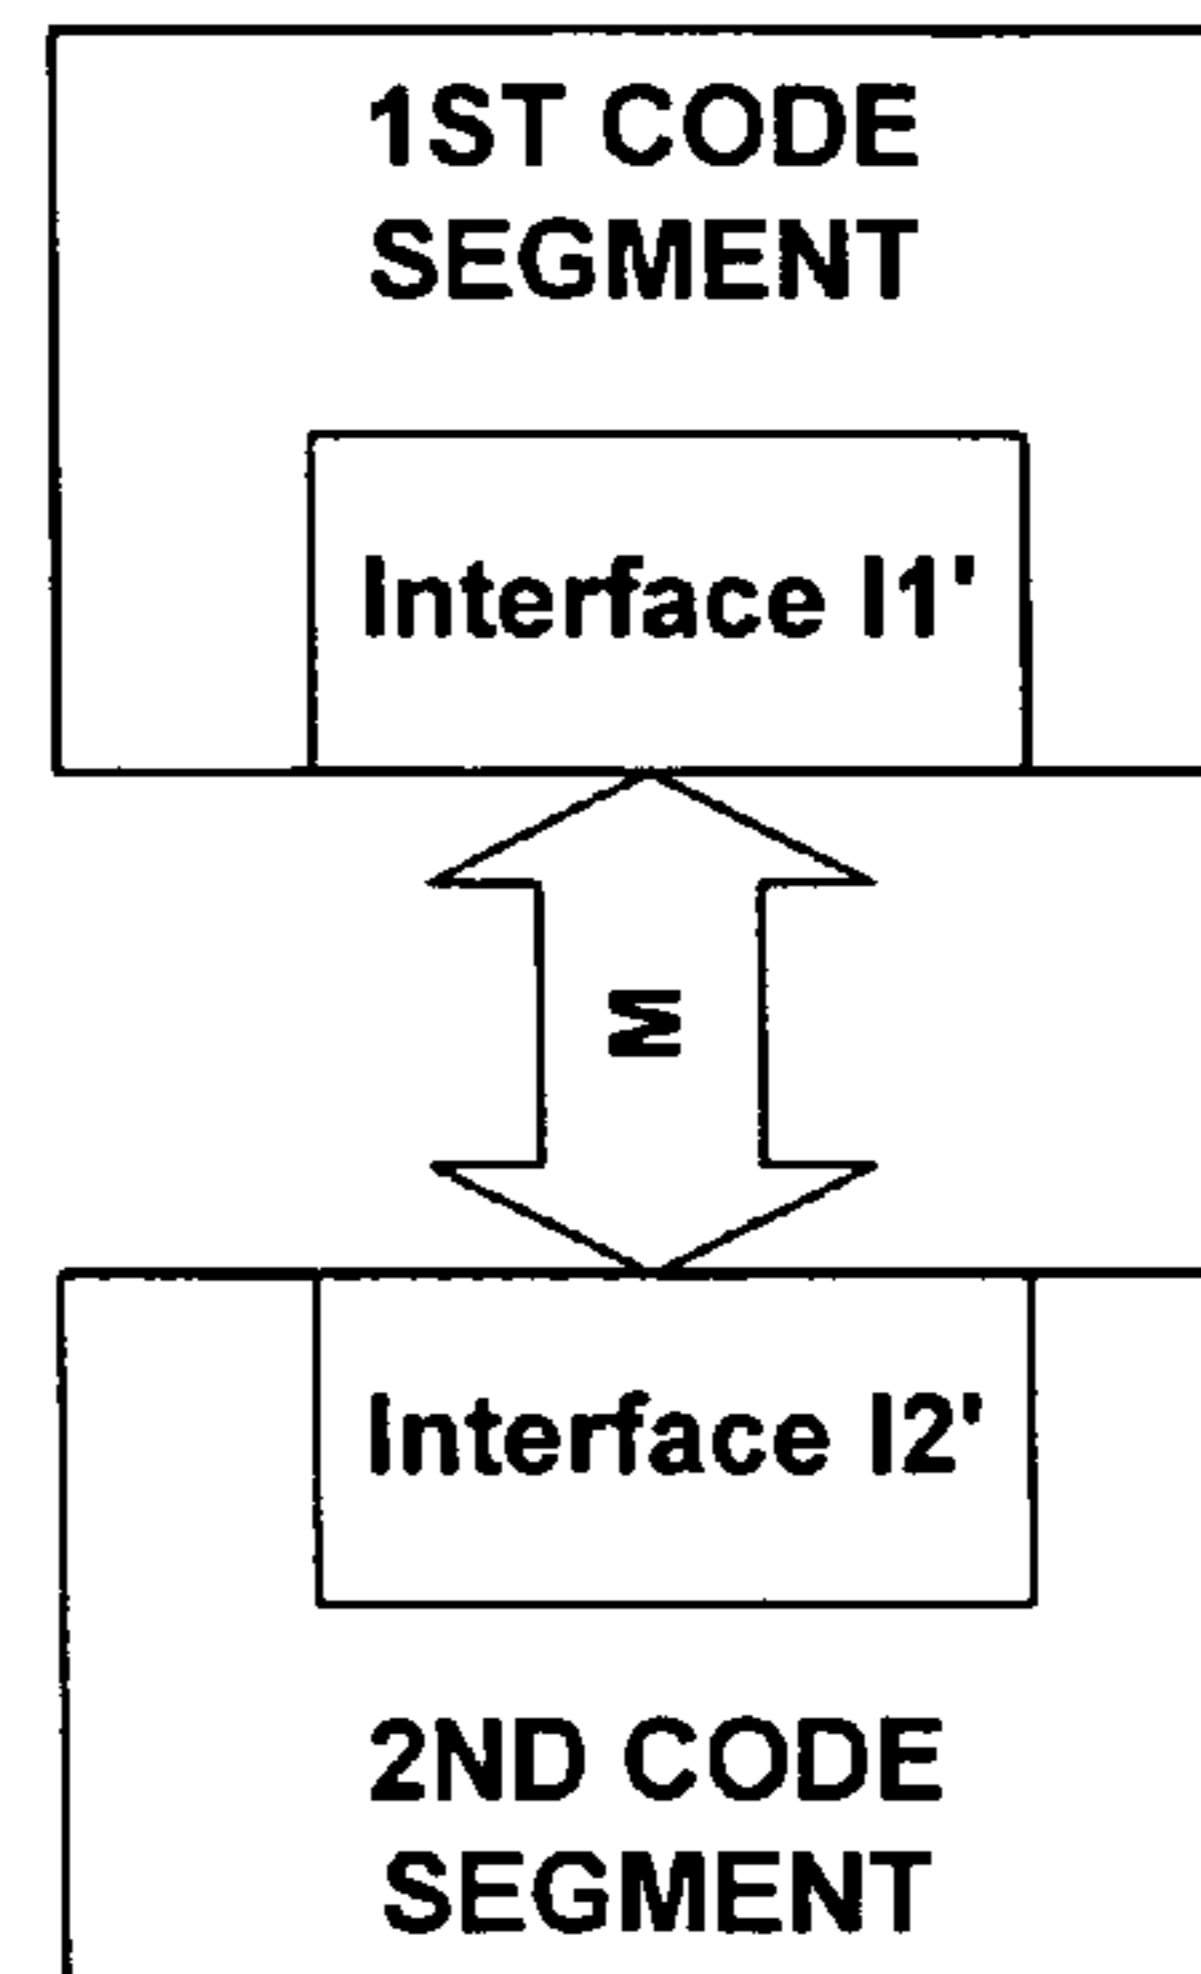 1ST CODE
SEGMENT
Interface I1'
M
Interface I2'
2ND CODE
SEGMENT